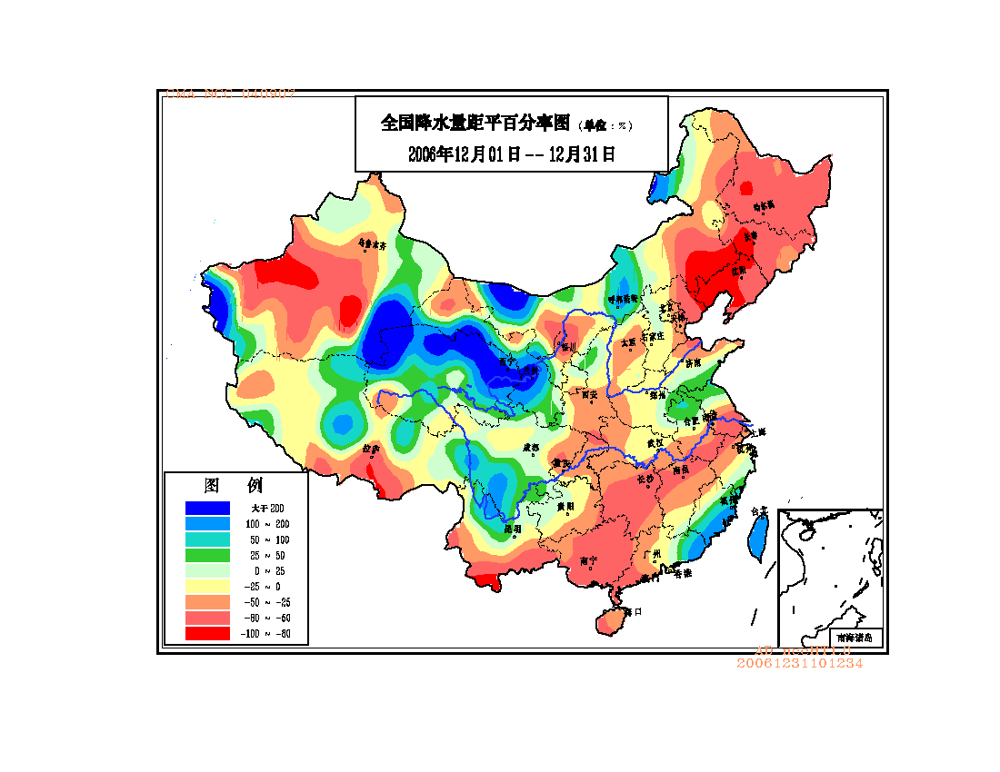 CMA NCC 040902
全国降水量距平百分率图 (单位:%)
2006年12月01日 -- 12月31日
哈尔滨
乌鲁木齐
长春
沈阳
呼和浩特
北京
天津
银川
太原
石家庄
西宁
兰州
济南
西安
郑州
合肥
南京
上海
拉萨
成都
武汉
杭州
重庆
长沙
南昌
贵阳
福州
台北
昆明
南宁
广州
香港
澳门
海口
图 例
大于 200
100 ~ 200
50 ~ 100
25 ~ 50
0 ~ 25
-25 ~ 0
-50 ~ -25
-80 ~ -50
-100 ~ -80
南海诸岛
20061231101234